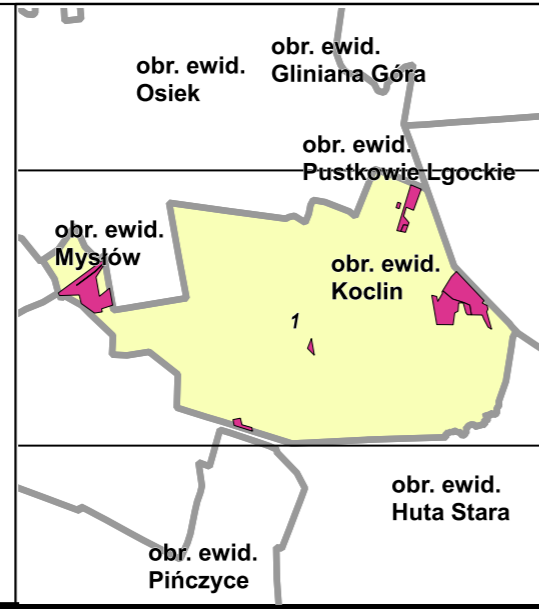 obr. ewid.
Gliniana Góra
obr. ewid.
Osiek
obr. ewid.
Pustkowie Lgockie
obr. ewid.
Mysłów
obr. ewid.
Koclin
1
obr. ewid.
Huta Stara
obr. ewid.
Pińczyce